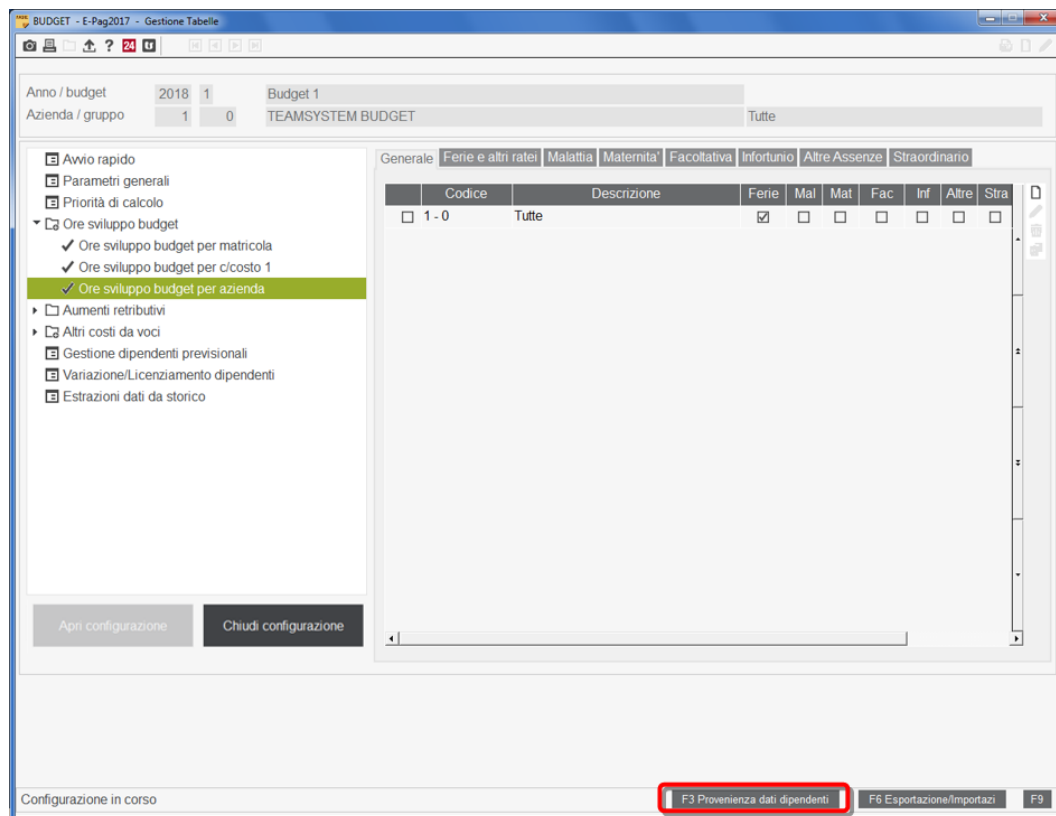 BUDGET - E-Pag2017 - Gestione Tabelle
? 24
Anno / budget 2018 1 Budget 1
Azienda / gruppo 1 0 TEAMSYSTEM BUDGET Tutte
Avvio rapido
Parametri generali
Priorità di calcolo
Ore sviluppo budget
Ore sviluppo budget per matricola
Ore sviluppo budget per c/costo 1
Ore sviluppo budget per azienda
Aumenti retributivi
Altri costi da voci
Gestione dipendenti previsionali
Variazione/Licenziamento dipendenti
Estrazioni dati da storico
Apri configurazione Chiudi configurazione
Generale Ferie e altri ratei Malattia Maternita' Facoltativa Infortunio Altre Assenze Straordinario
Codice Descrizione Ferie Mal Mat Fac Inf Altre Stra
1 - 0 Tutte
Configurazione in corso F3 Provenienza dati dipendenti F6 Esportazione/Importazi F9